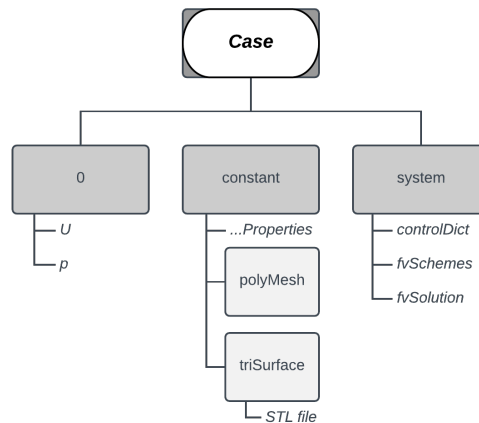 Case
0
constant
system
U
p
...Properties
polyMesh
triSurface
STL file
controlDict
fvSchemes
fvSolution